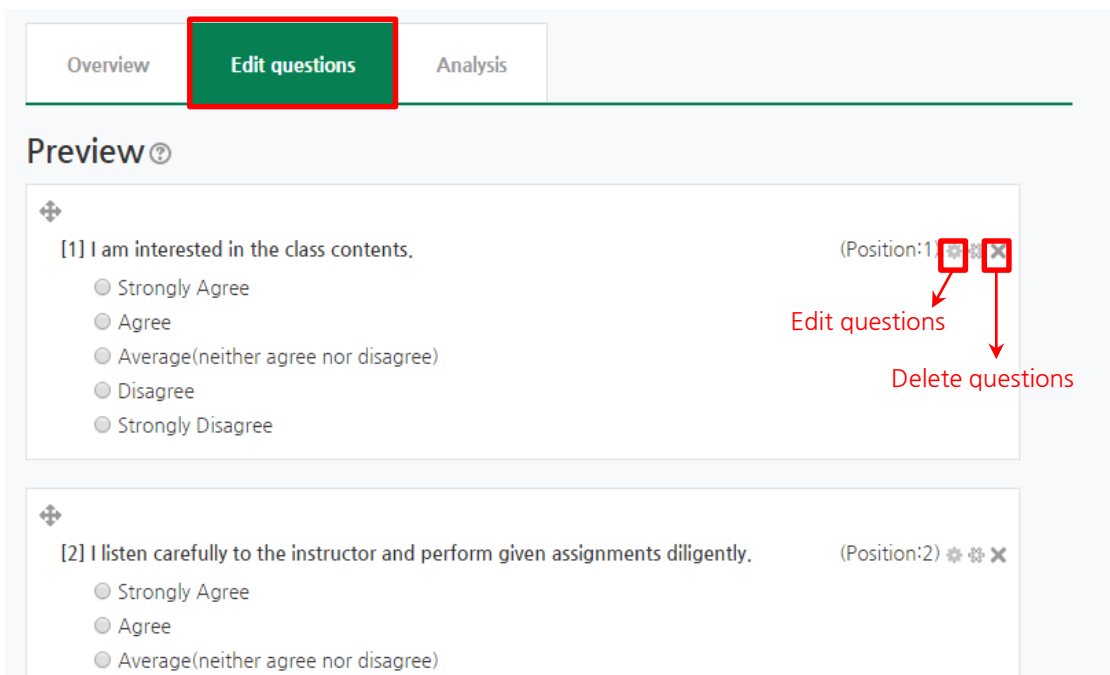 Overview Edit questions Analysis
Preview
[1] I am interested in the class contents. (Position:1)
Strongly Agree
Edit questions
Agree
Average(neither agree nor disagree)
Delete questions
Disagree
Strongly Disagree
[2] I listen carefully to the instructor and perform given assignments diligently. (Position:2)
Strongly Agree
Agree
Average(neither agree nor disagree)